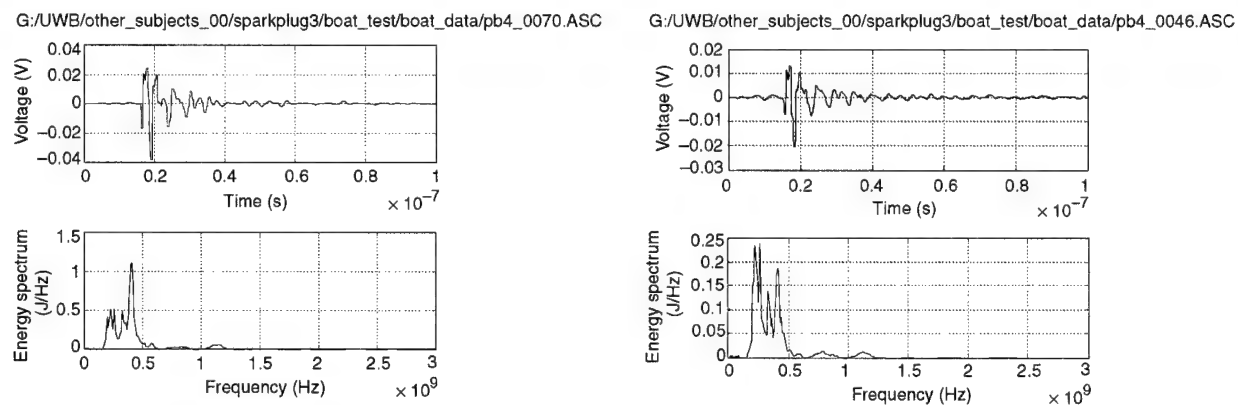 G:/UWB/other_subjects_00/sparkplug3/boat_test/boat_data/pb4_0070.ASC
Voltage (V)
0.04
0.02
0
−0.02
−0.04
0 0.2 0.4 0.6 0.8 1
Time (s)
× 10⁻⁷
Energy spectrum
(J/Hz)
1.5
1
0.5
0
0 0.5 1 1.5 2 2.5 3
Frequency (Hz)
× 10⁹
G:/UWB/other_subjects_00/sparkplug3/boat_test/boat_data/pb4_0046.ASC
Voltage (V)
0.02
0.01
0
−0.01
−0.02
−0.03
0 0.2 0.4 0.6 0.8 1
Time (s)
× 10⁻⁷
Energy spectrum
(J/Hz)
0.25
0.2
0.15
0.1
0.05
0
0 0.5 1 1.5 2 2.5 3
Frequency (Hz)
× 10⁹